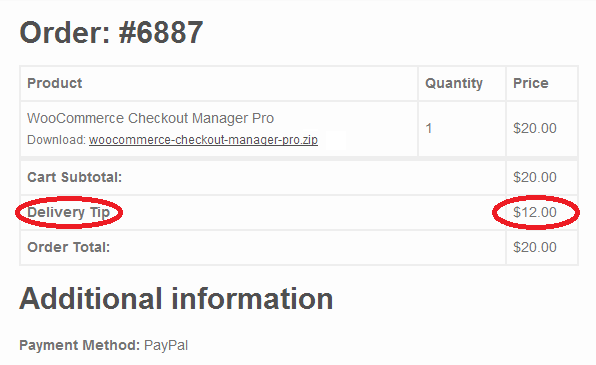 Order: #6887
Product Quantity Price
WooCommerce Checkout Manager Pro
Download: woocommerce-checkout-manager-pro.zip
1 $20.00
Cart Subtotal: $20.00
Delivery Tip $12.00
Order Total: $20.00
Additional information
Payment Method: PayPal